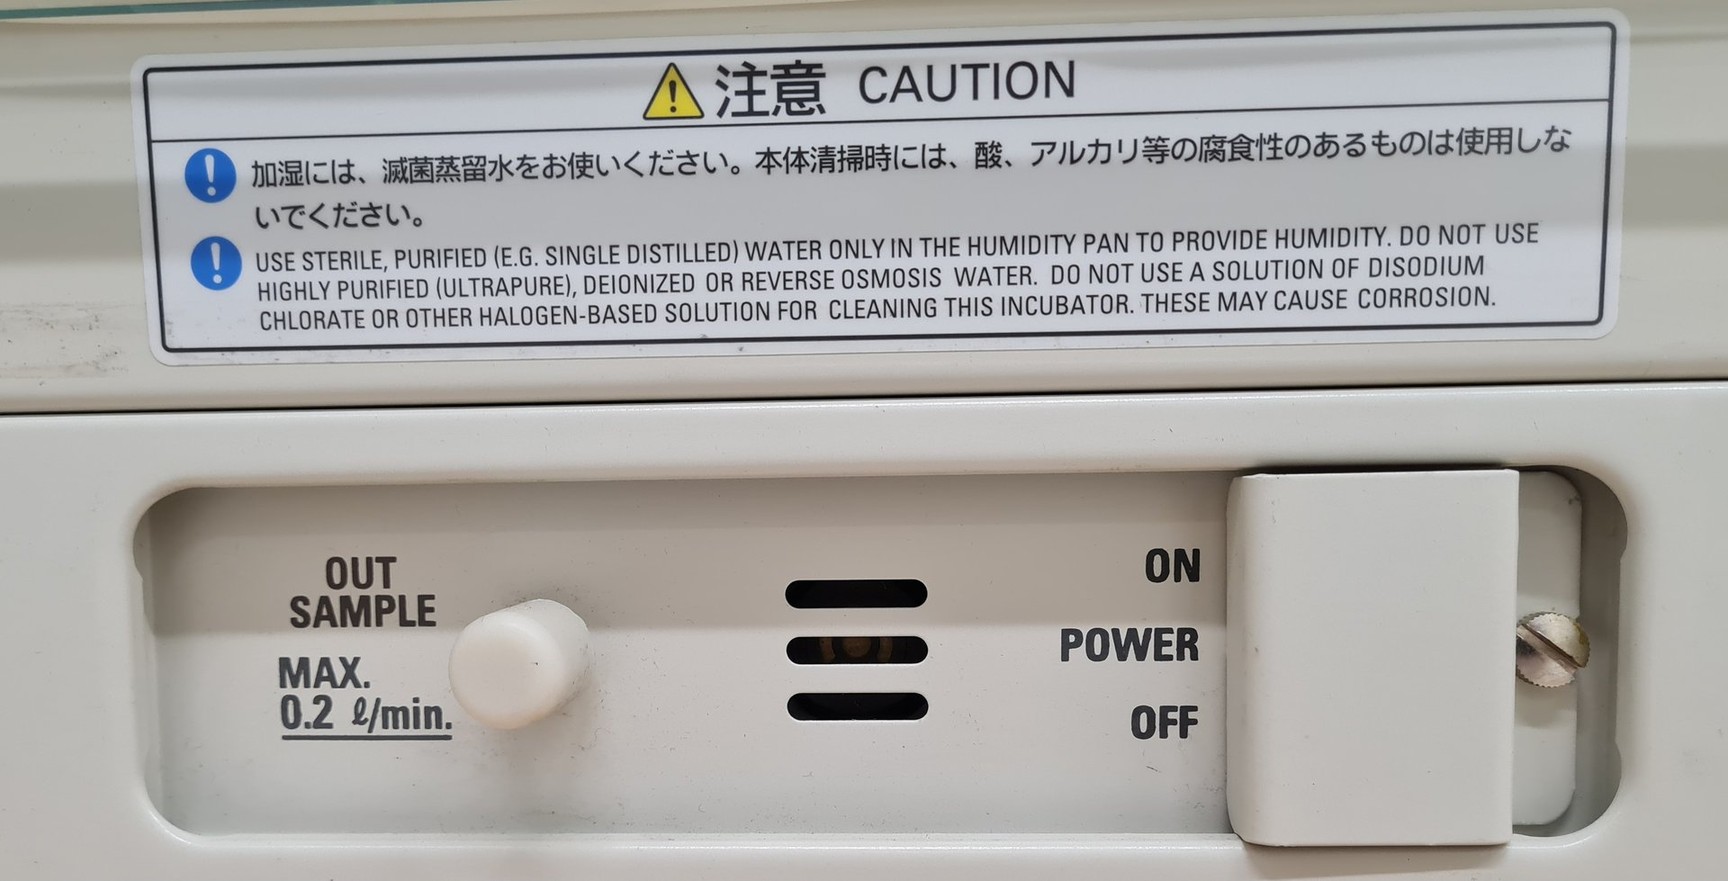 注意 CAUTION
加湿には、滅菌蒸留水をお使いください。本体清掃時には、酸、アルカリ等の腐食性のあるものは使用しな
いでください。
USE STERILE, PURIFIED (E.G. SINGLE DISTILLED) WATER ONLY IN THE HUMIDITY PAN TO PROVIDE HUMIDITY. DO NOT USE
HIGHLY PURIFIED (ULTRAPURE), DEIONIZED OR REVERSE OSMOSIS WATER. DO NOT USE A SOLUTION OF DISODIUM
CHLORATE OR OTHER HALOGEN-BASED SOLUTION FOR CLEANING THIS INCUBATOR. THESE MAY CAUSE CORROSION.
OUT
SAMPLE
MAX.
0.2 ℓ/min.
ON
POWER
OFF